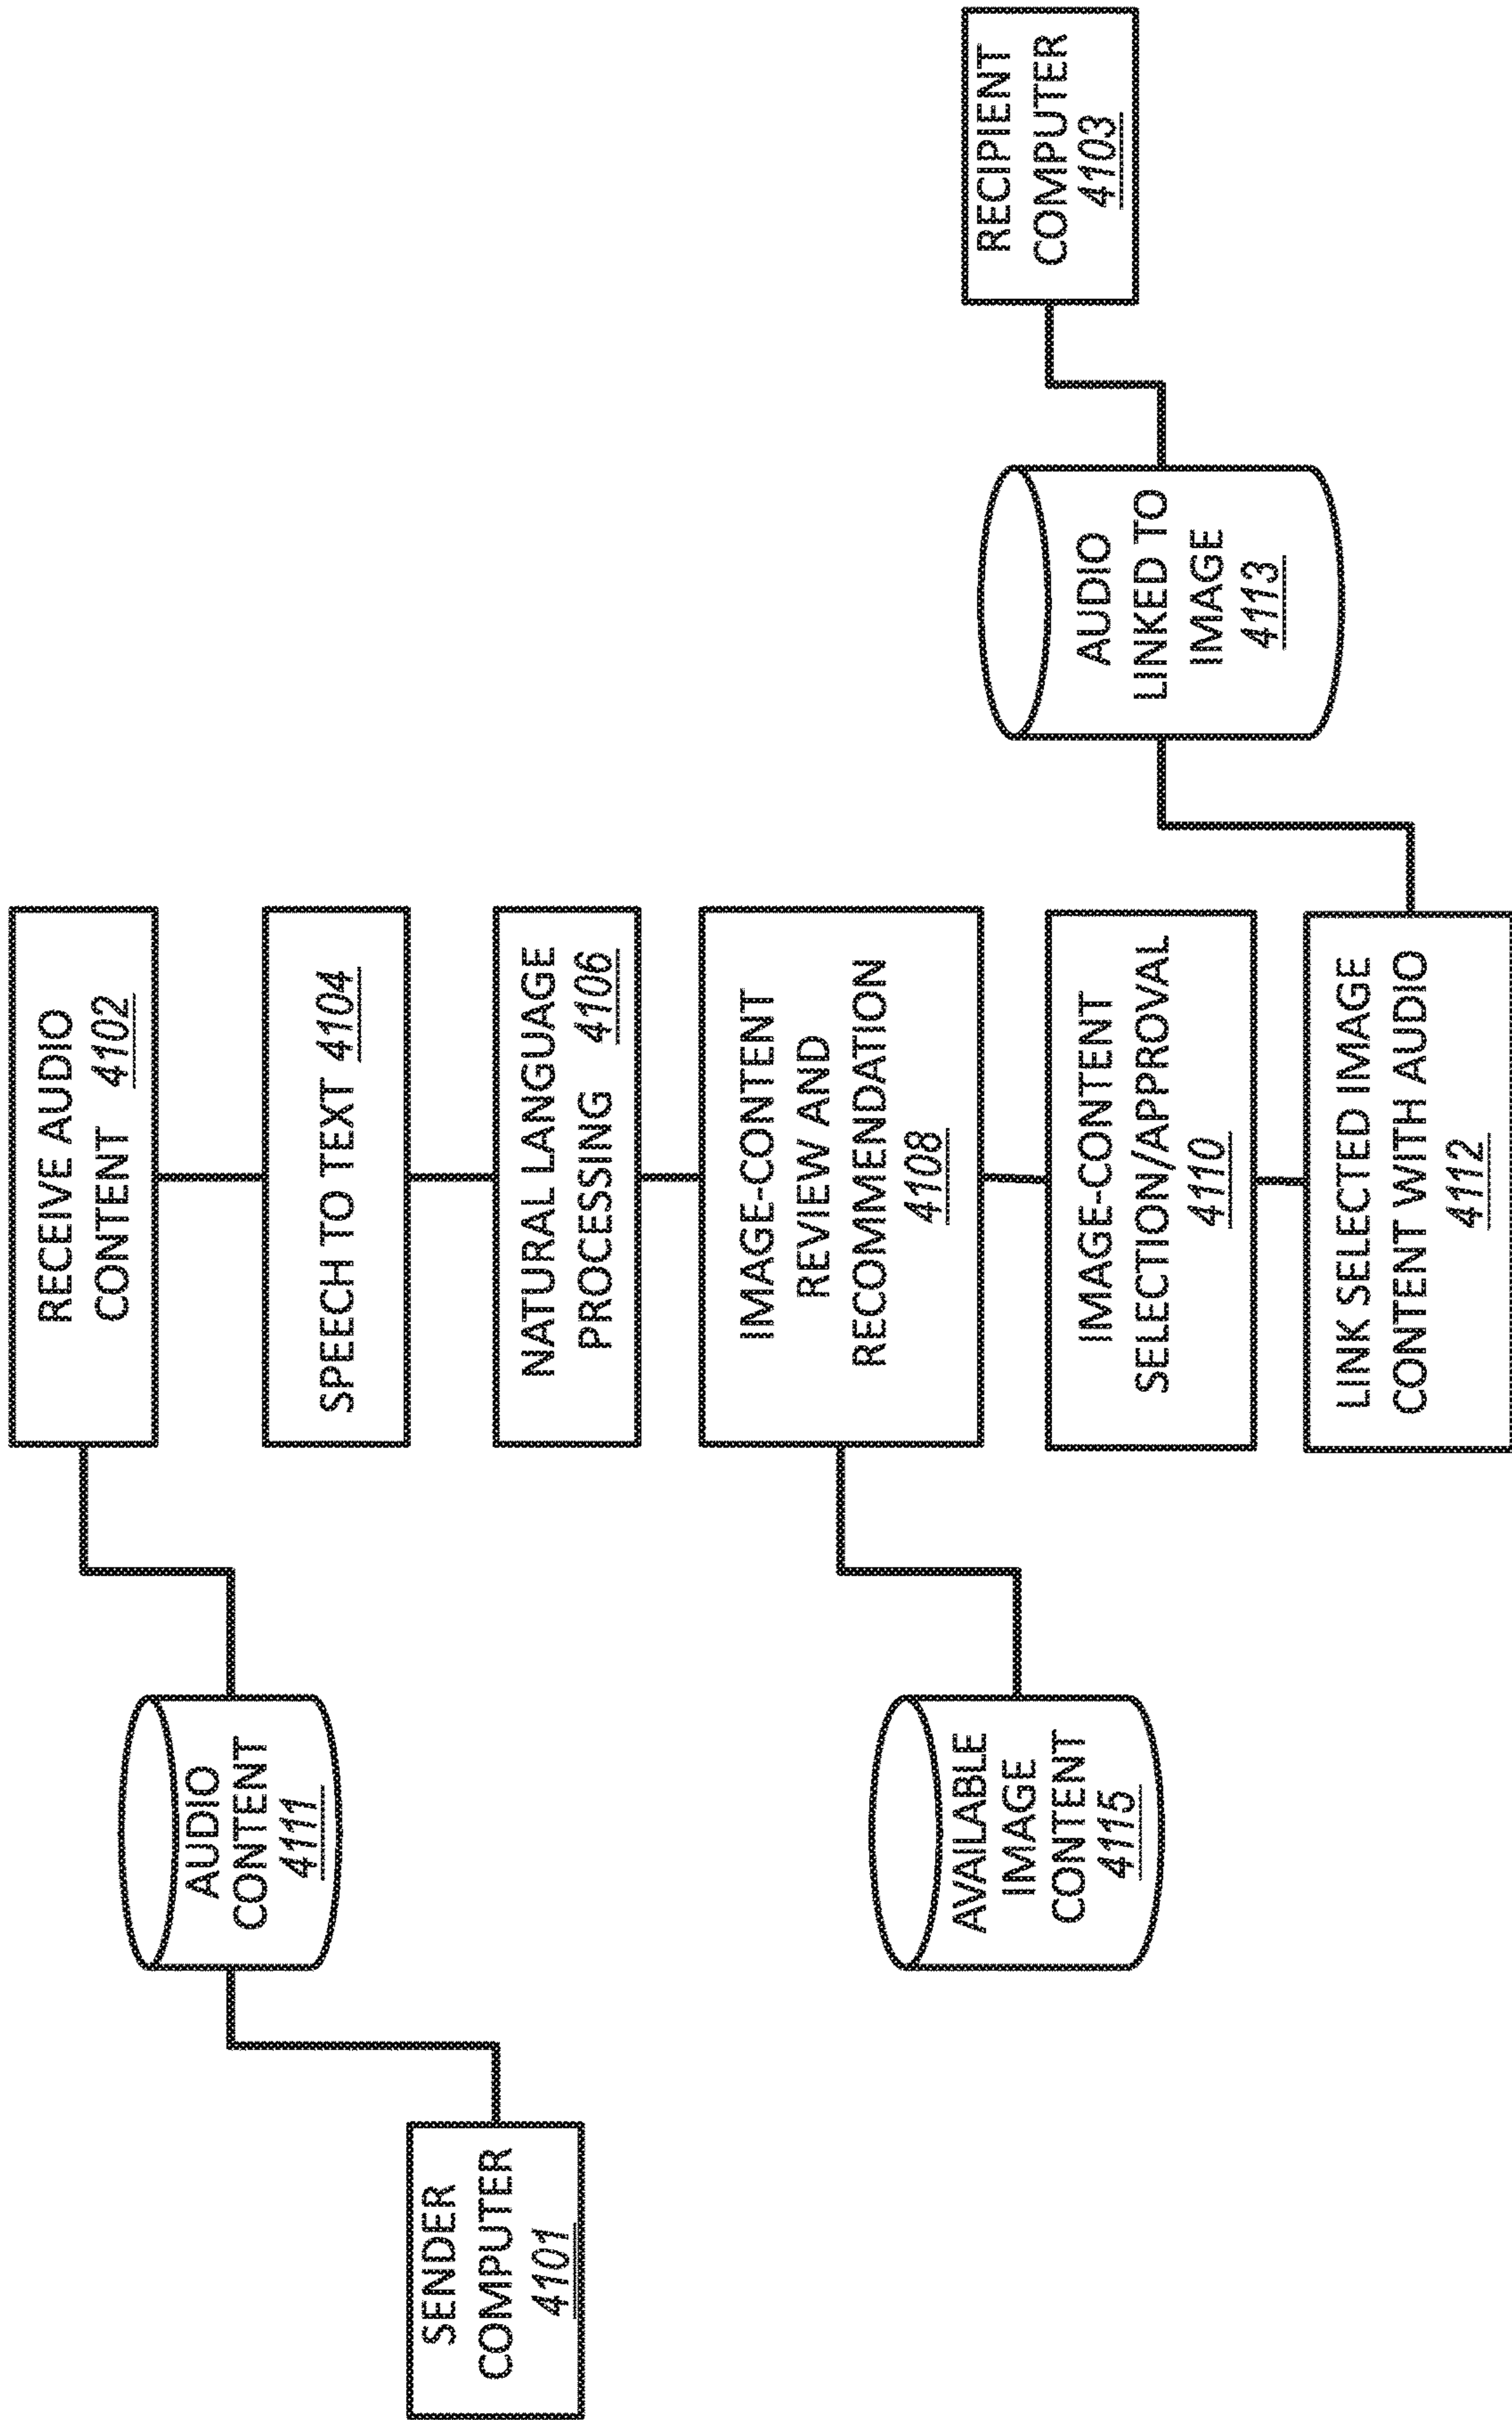 RECEIVE AUDIO
CONTENT 4102
SPEECH TO TEXT 4104
NATURAL LANGUAGE
PROCESSING 4106
IMAGE-CONTENT
REVIEW AND
RECOMMENDATION
4108
IMAGE-CONTENT
SELECTION/APPROVAL
4110
LINK SELECTED IMAGE
CONTENT WITH AUDIO
4112
AUDIO
CONTENT
4111
SENDER
COMPUTER
4101
AVAILABLE
IMAGE
CONTENT
4115
AUDIO
LINKED TO
IMAGE
4113
RECIPIENT
COMPUTER
4103